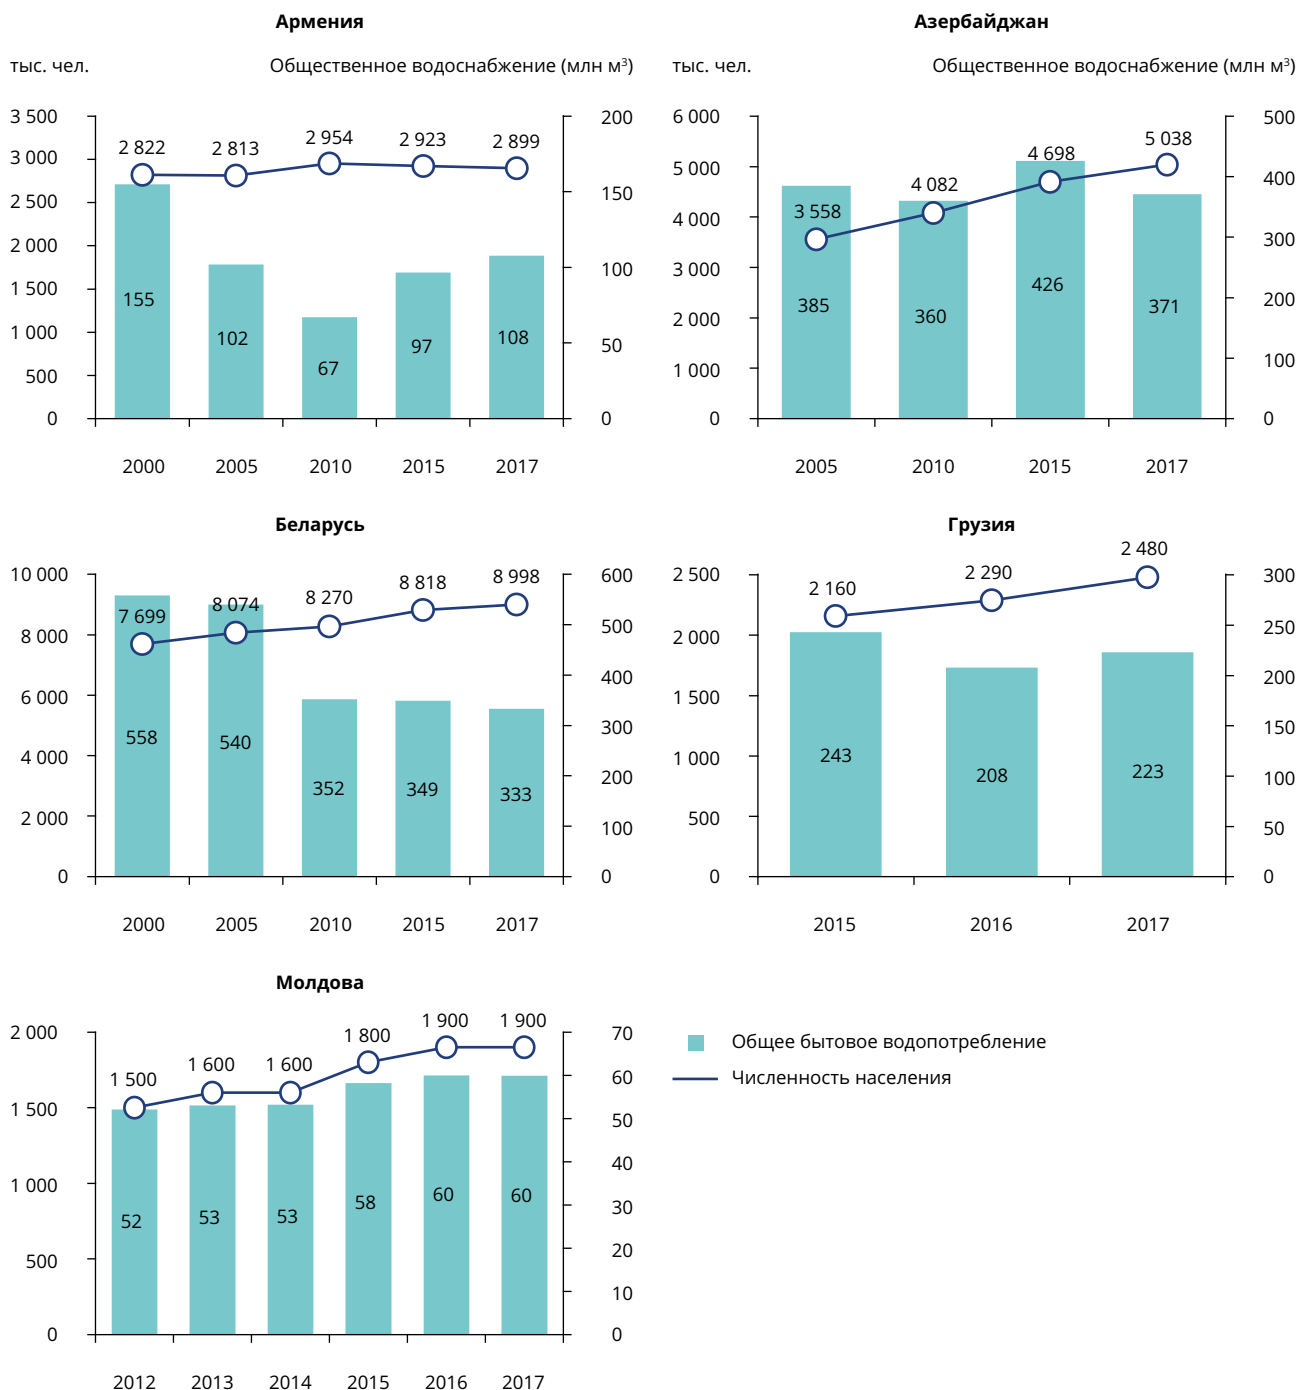 Армения
тыс. чел. Общественное водоснабжение (млн м³)
3 500
3 000
2 500
2 000
1 500
1 000
500
0
2 822 2 813 2 954 2 923 2 899
155 102 67 97 108
200
150
100
50
0
2000 2005 2010 2015 2017
Азербайджан
тыс. чел. Общественное водоснабжение (млн м³)
6 000
5 000
4 000
3 000
2 000
1 000
0
3 558 4 082 4 698 5 038
385 360 426 371
500
400
300
200
100
0
2005 2010 2015 2017
Беларусь
10 000
8 000
6 000
4 000
2 000
0
7 699 8 074 8 270 8 818 8 998
558 540 352 349 333
600
500
400
300
200
100
0
2000 2005 2010 2015 2017
Грузия
2 500
2 000
1 500
1 000
500
0
2 160 2 290 2 480
243 208 223
300
250
200
150
100
50
0
2015 2016 2017
Молдова
2 000
1 500
1 000
500
0
1 500 1 600 1 600 1 800 1 900 1 900
52 53 53 58 60 60
70
60
50
40
30
20
10
0
2012 2013 2014 2015 2016 2017
Общее бытовое водопотребление
Численность населения